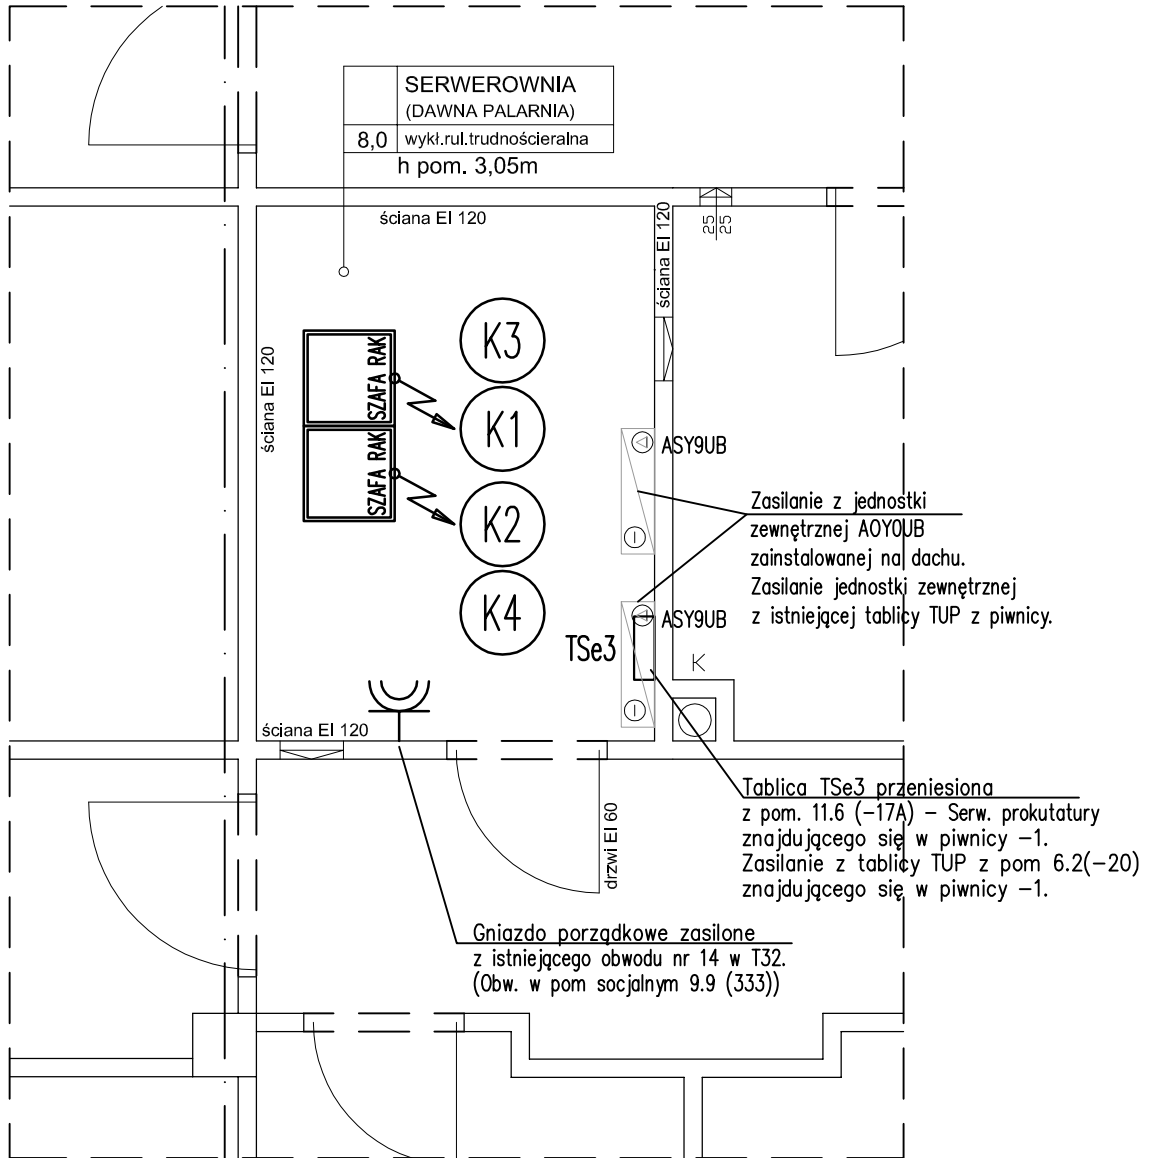 SERWEROWNIA
(DAWNA PALARNIA)
8,0 wykł.rul.trudnościeralna
h pom. 3,05m
ściana EI 120
ściana EI 120
25
25
ściana EI 120
SZAFA RAK
SZAFA RAK
K3
K1
K2
K4
ASY9UB
Zasilanie z jednostki
zewnętrznej AOYOUB
zainstalowanej na dachu.
Zasilanie jednostki zewnętrznej
z istniejącej tablicy TUP z piwnicy.
ASY9UB
TSe3
K
ściana EI 120
drzwi EI 60
Tablica TSe3 przeniesiona
z pom. 11.6 (-17A) - Serw. prokutatury
znajdującego się w piwnicy -1.
Zasilanie z tablicy TUP z pom 6.2(-20)
znajdującego się w piwnicy -1.
Gniazdo porządkowe zasilone
z istniejącego obwodu nr 14 w T32.
(Obw. w pom socjalnym 9.9 (333))